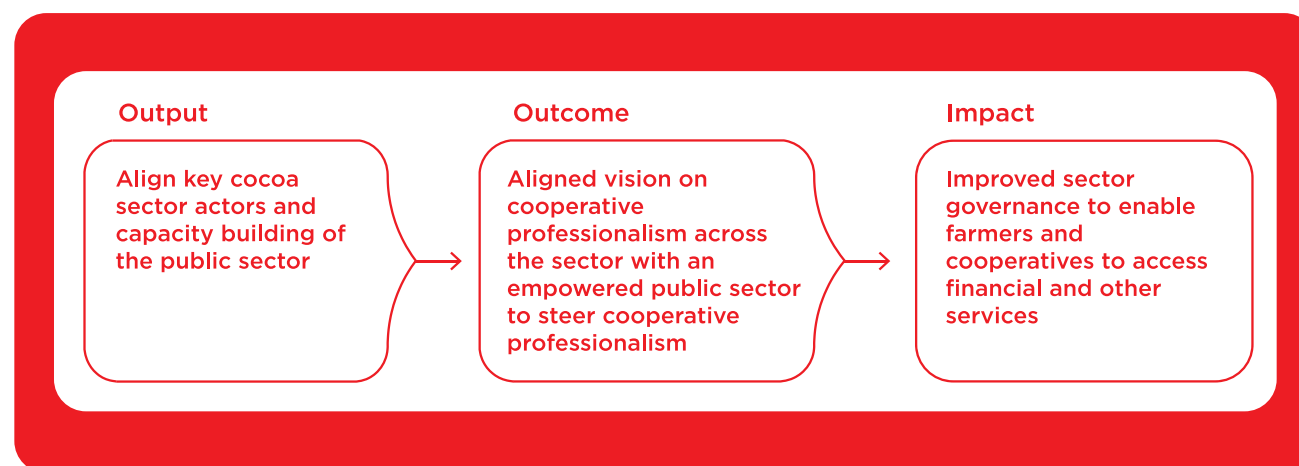 Output
Align key cocoa
sector actors and
capacity building of
the public sector
Outcome
Aligned vision on
cooperative
professionalism across
the sector with an
empowered public sector
to steer cooperative
professionalism
Impact
Improved sector
governance to enable
farmers and
cooperatives to access
financial and other
services